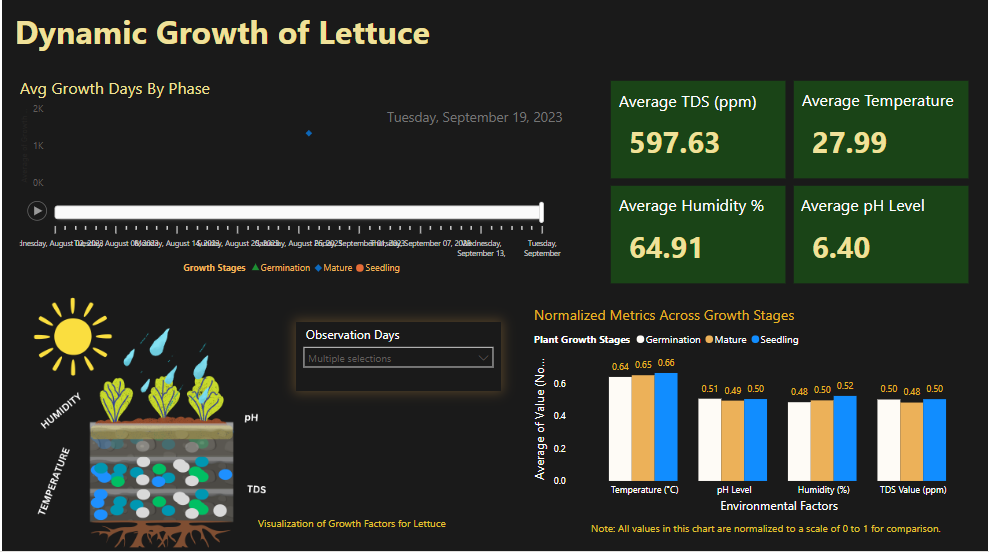 Dynamic Growth of Lettuce
Avg Growth Days By Phase
2K
1K
0K
Tuesday, September 19, 2023
Tuesday,
September
September 13,
Growth Stages Germination Mature Seedling
Average TDS (ppm)
597.63
Average Temperature
27.99
Average Humidity %
64.91
Average pH Level
6.40
HUMIDITY
TEMPERATURE
pH
TDS
Visualization of Growth Factors for Lettuce
Observation Days
Multiple selections
Normalized Metrics Across Growth Stages
Plant Growth Stages Germination Mature Seedling
Average of Value (No...
0.6
0.4
0.2
0.0
0.64 0.65 0.66
0.51 0.49 0.50
0.48 0.50 0.52
0.50 0.48 0.50
Temperature (°C) pH Level Humidity (%) TDS Value (ppm)
Environmental Factors
Note: All values in this chart are normalized to a scale of 0 to 1 for comparison.